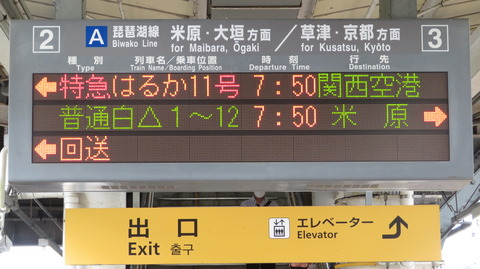 2 A 琵琶湖線 米原・大垣方面 ／草津・京都方面 3
Biwako Line for Maibara, Ōgaki for Kusatsu, Kyōto
種別 列車名／乗車位置 時刻 行先
Type Train Name/Boarding Position Departure Time Destination
←特急はるか11号 7:50関西空港
普通白△1～12 7:50米原→
←回送
出口 エレベーター
Exit 출구 Elevator